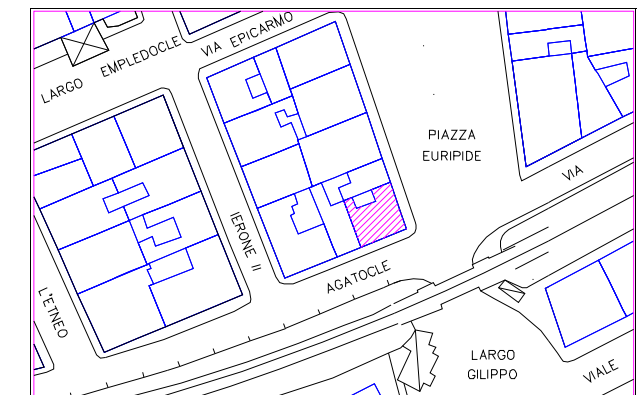 VIA EPICARMO
LARGO EMPLEDOCLE
PIAZZA
EURIPIDE
VIA
IERONE II
AGATOCLE
L'ETNEO
LARGO
GILIPPO
VIALE